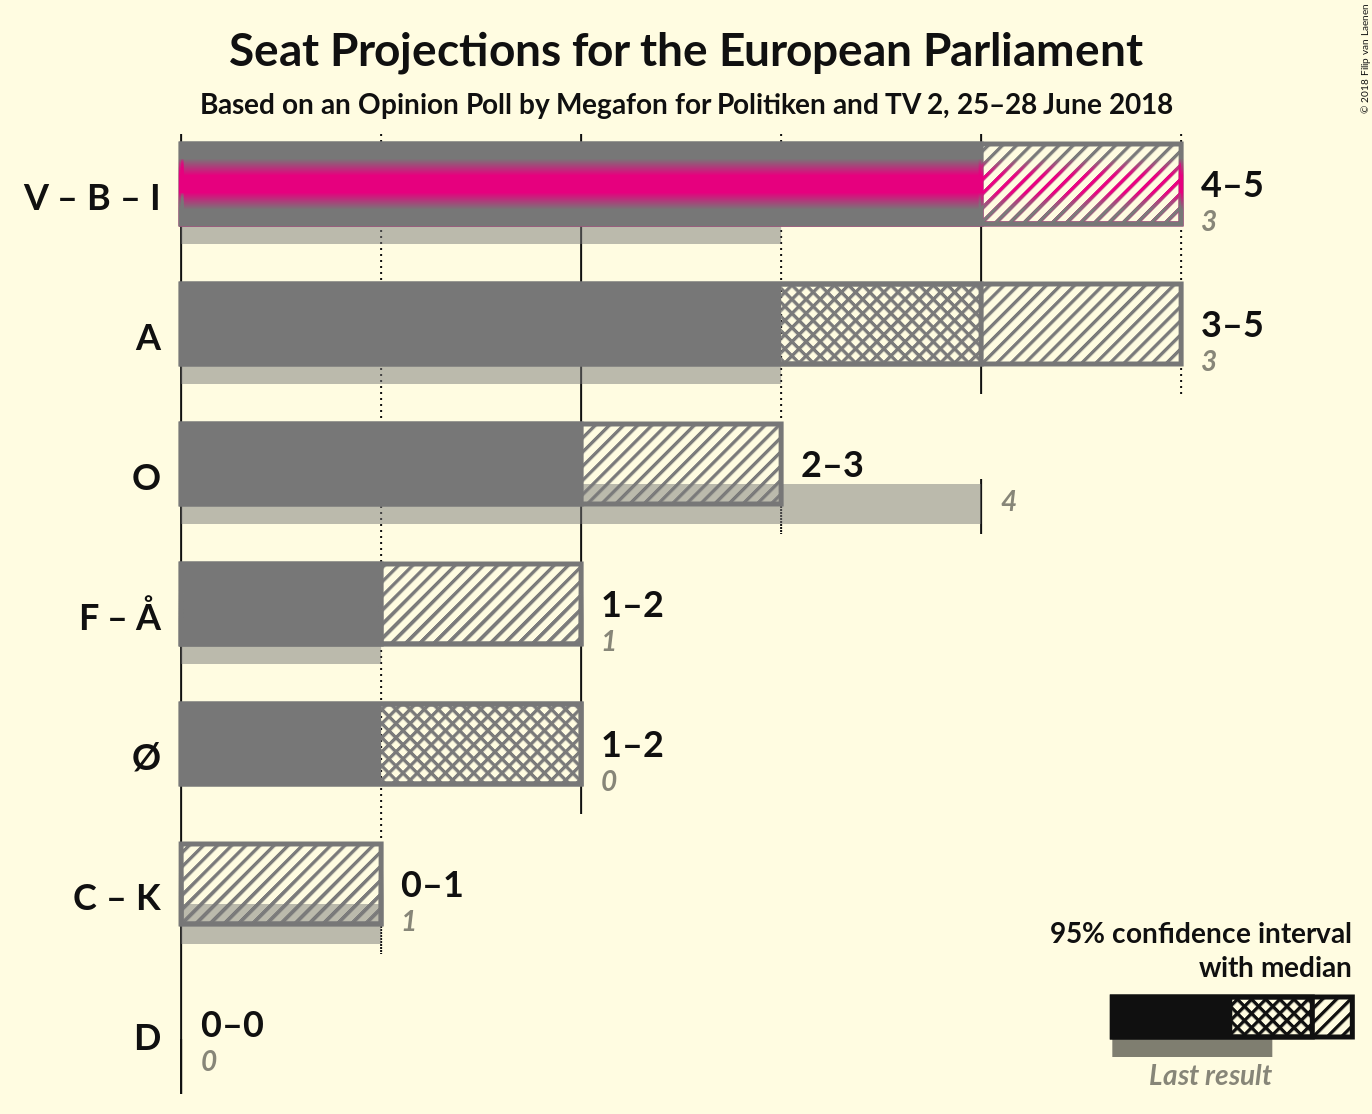 Seat Projections for the European Parliament
Based on an Opinion Poll by Megafon for Politiken and TV 2, 25–28 June 2018
© 2018 Filip van Laenen
V – B – I
4–5
3
A
3–5
3
O
2–3
4
F – Å
1–2
1
Ø
1–2
0
C – K
0–1
1
D
0–0
0
95% confidence interval
with median
Last result